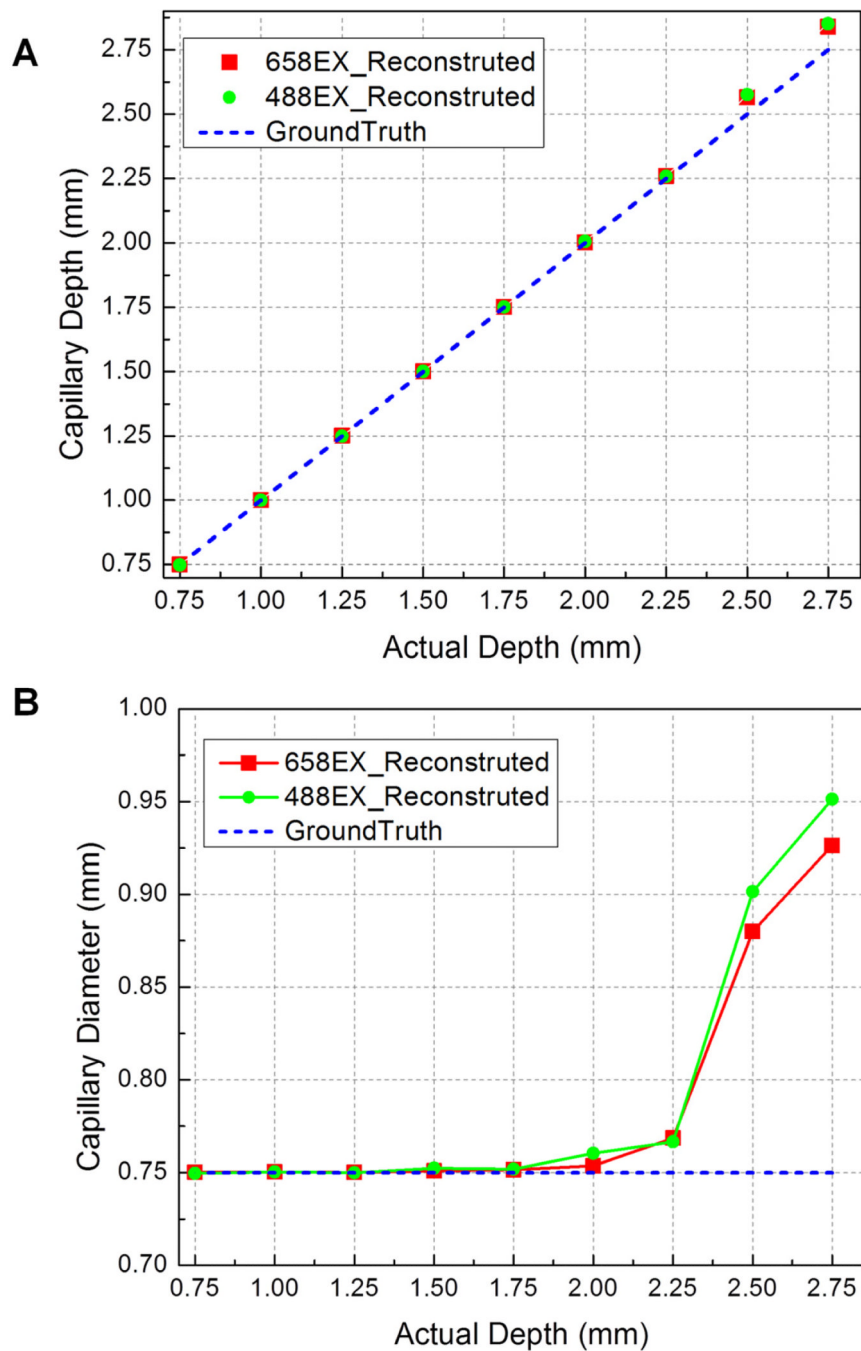 A
658EX_Reconstruted
488EX_Reconstruted
GroundTruth
Capillary Depth (mm)
2.75
2.50
2.25
2.00
1.75
1.50
1.25
1.00
0.75
0.75 1.00 1.25 1.50 1.75 2.00 2.25 2.50 2.75
Actual Depth (mm)
B
658EX_Reconstruted
488EX_Reconstruted
GroundTruth
Capillary Diameter (mm)
1.00
0.95
0.90
0.85
0.80
0.75
0.70
0.75 1.00 1.25 1.50 1.75 2.00 2.25 2.50 2.75
Actual Depth (mm)